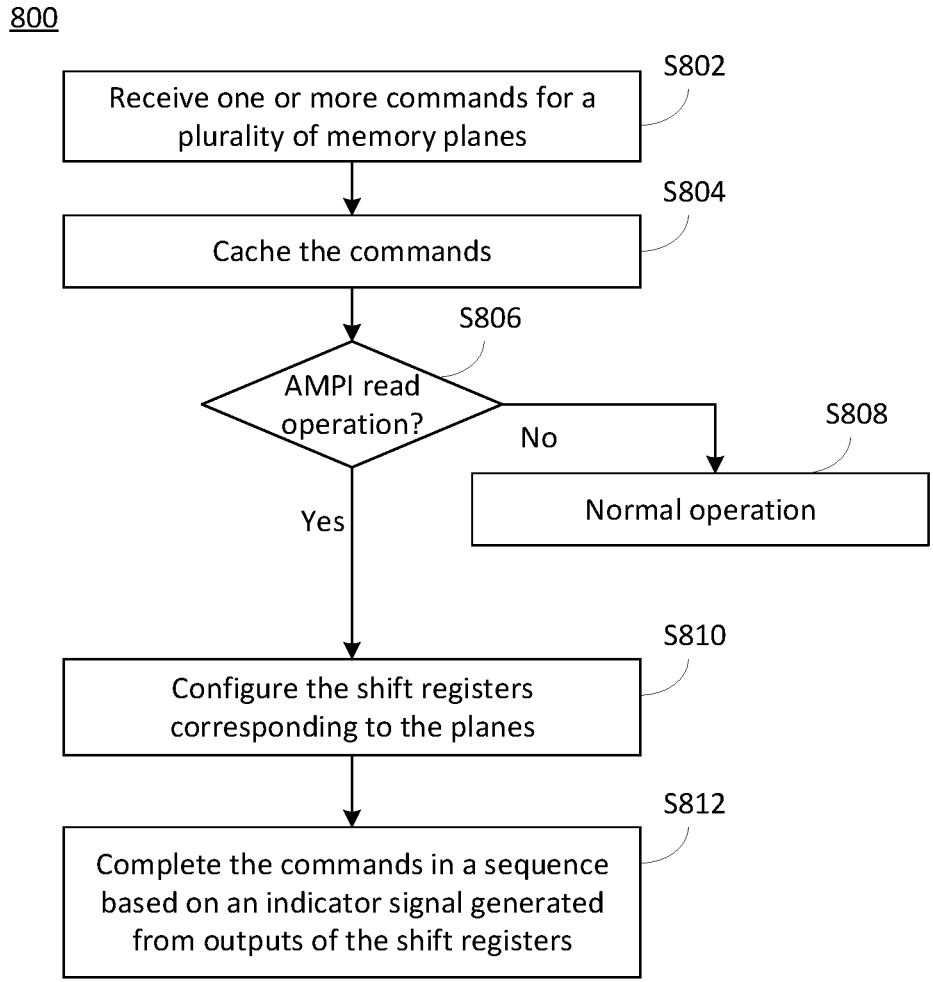 800
S802
Receive one or more commands for a
plurality of memory planes
S804
Cache the commands
S806
AMPI read
operation?
No
S808
Normal operation
Yes
S810
Configure the shift registers
corresponding to the planes
S812
Complete the commands in a sequence
based on an indicator signal generated
from outputs of the shift registers